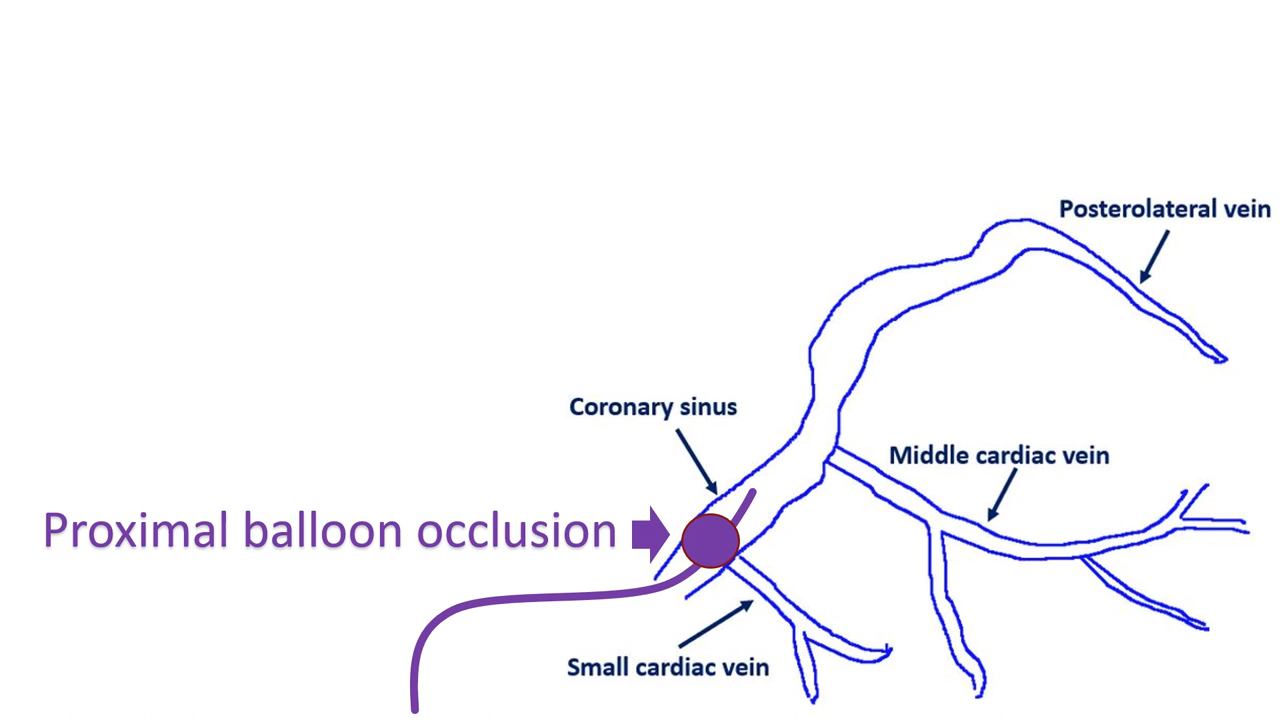 Posterolateral vein
Coronary sinus
Middle cardiac vein
Proximal balloon occlusion
Small cardiac vein